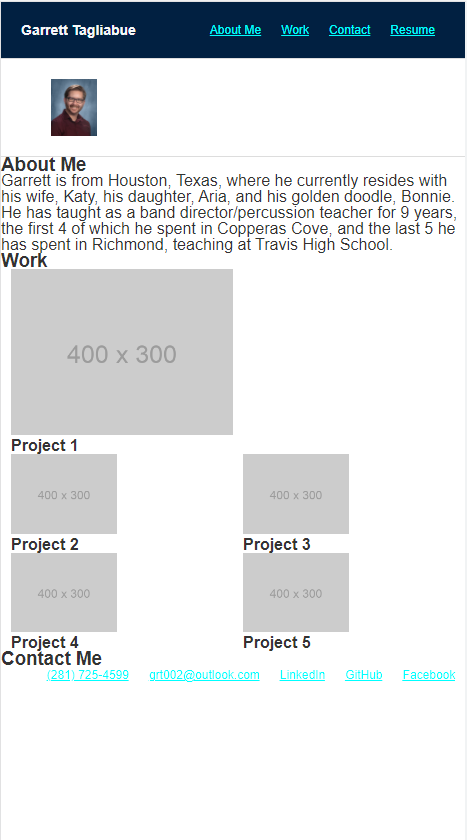 Garrett Tagliabue About Me Work Contact Resume
About Me
Garrett is from Houston, Texas, where he currently resides with
his wife, Katy, his daughter, Aria, and his golden doodle, Bonnie.
He has taught as a band director/percussion teacher for 9 years,
the first 4 of which he spent in Copperas Cove, and the last 5 he
has spent in Richmond, teaching at Travis High School.
Work
400 x 300
Project 1
400 x 300 400 x 300
Project 2 Project 3
400 x 300 400 x 300
Project 4 Project 5
Contact Me
(281) 725-4599 grt002@outlook.com LinkedIn GitHub Facebook